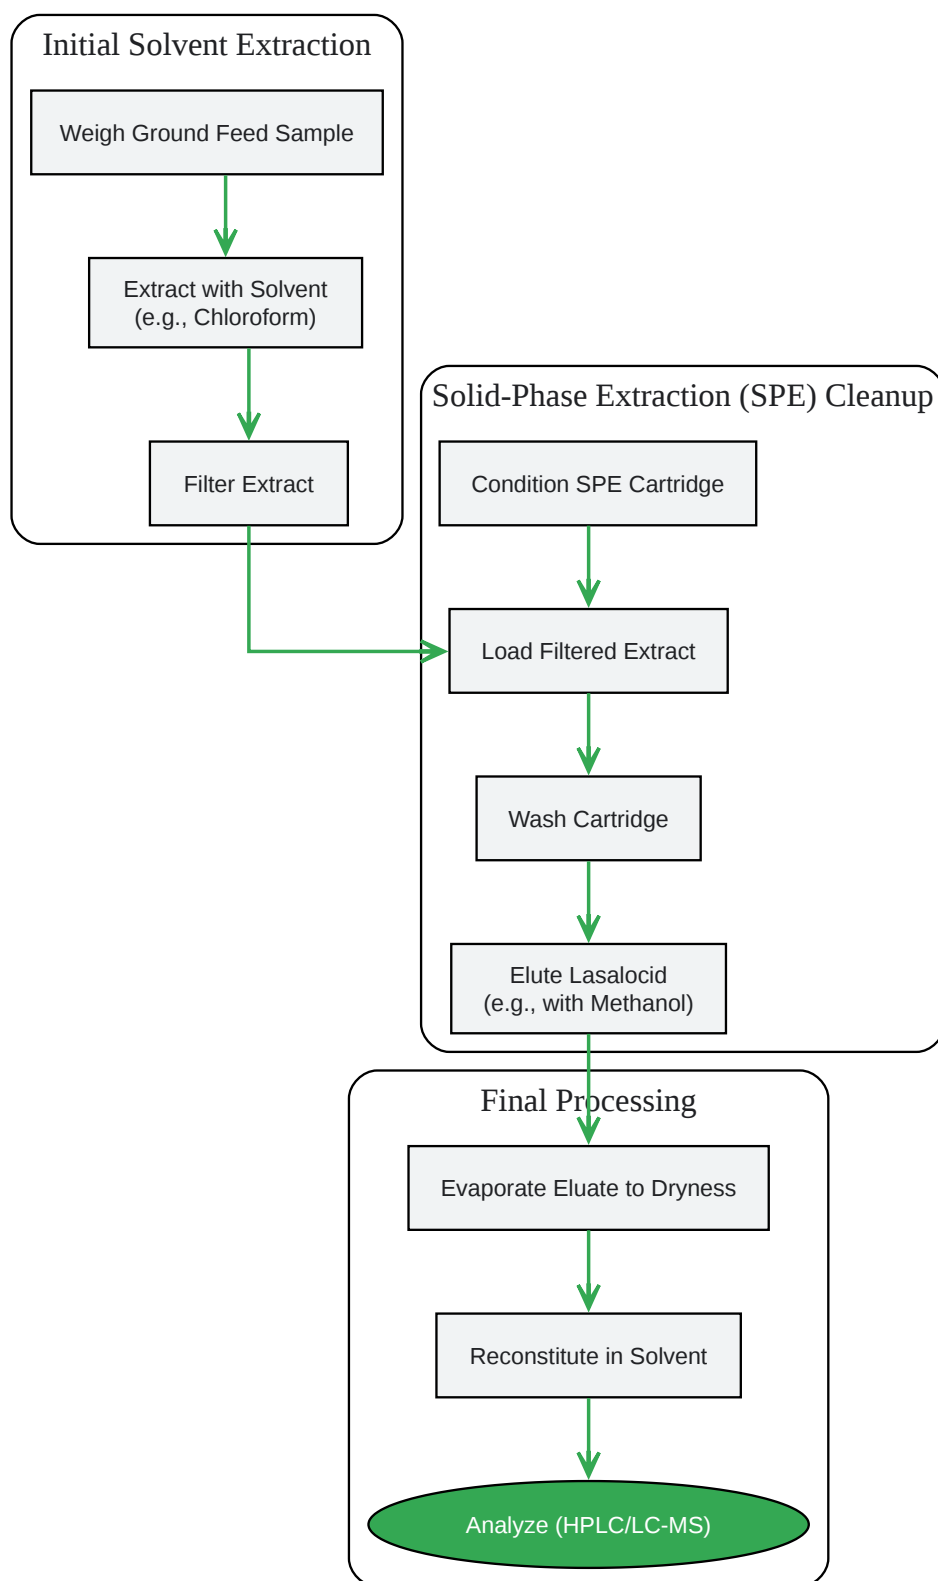 Initial Solvent Extraction
Weigh Ground Feed Sample
Extract with Solvent
(e.g., Chloroform)
Filter Extract
Solid-Phase Extraction (SPE) Cleanup
Condition SPE Cartridge
Load Filtered Extract
Wash Cartridge
Elute Lasalocid
(e.g., with Methanol)
Final Processing
Evaporate Eluate to Dryness
Reconstitute in Solvent
Analyze (HPLC/LC-MS)